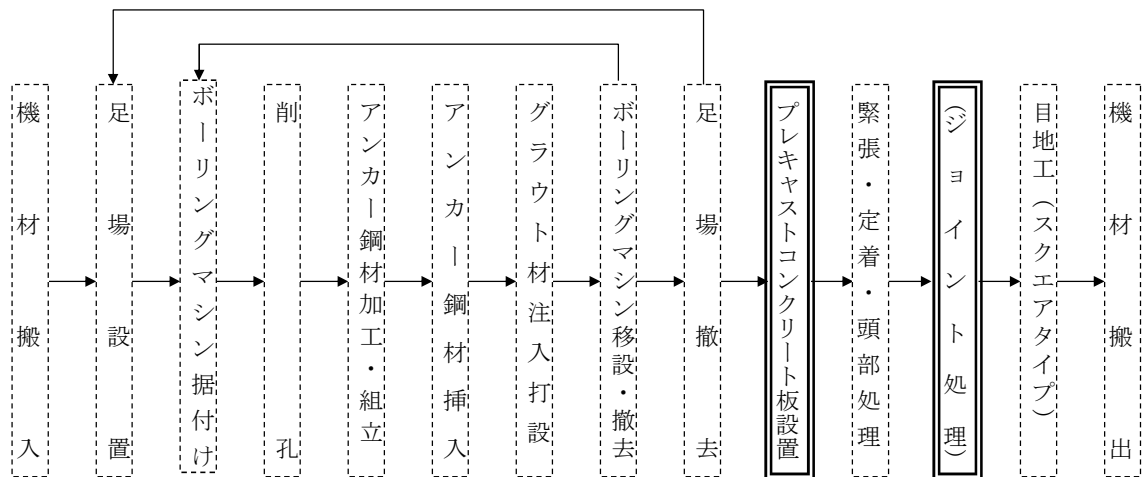 機材搬入
足場設置
ボーリングマシン据付け
削孔
アンカー鋼材加工・組立
アンカー鋼材挿入
グラウト材注入打設
ボーリングマシン移設・撤去
足場撤去
プレキャストコンクリート板設置
緊張・定着・頭部処理
(ジョイント処理)
目地工(スクエアタイプ)
機材搬出